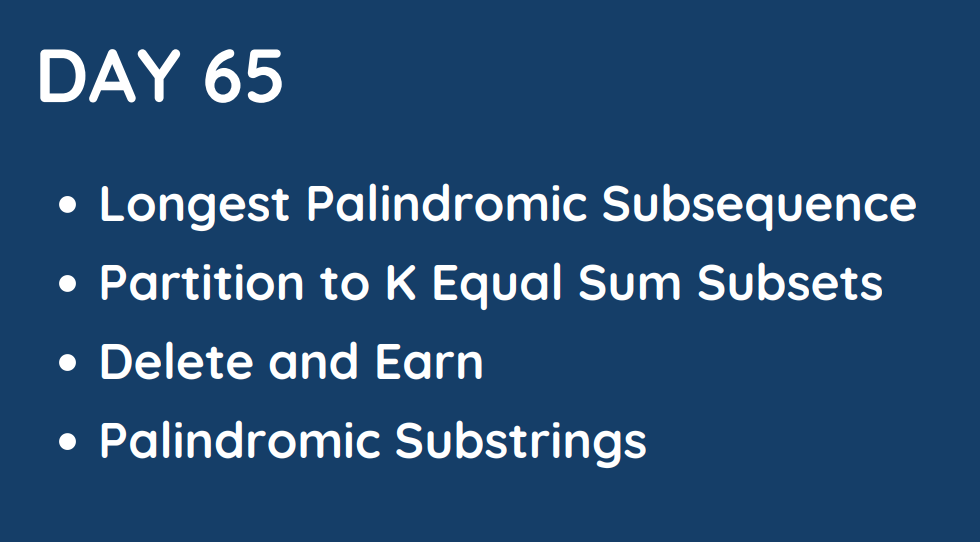 DAY 65
• Longest Palindromic Subsequence
• Partition to K Equal Sum Subsets
• Delete and Earn
• Palindromic Substrings